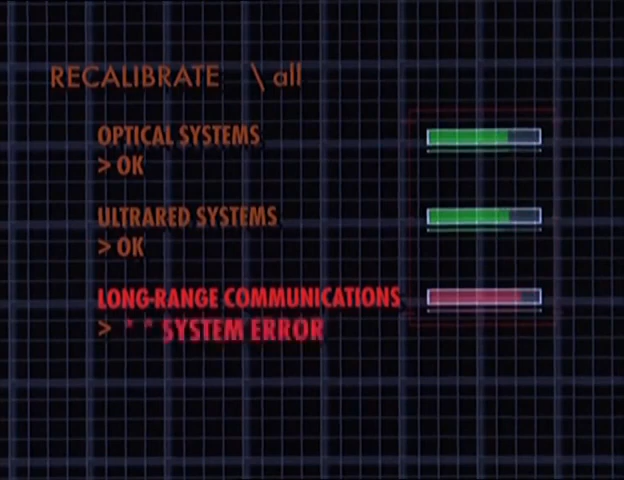 RECALIBRATE \ all
OPTICAL SYSTEMS
> OK
ULTRARED SYSTEMS
> OK
LONG-RANGE COMMUNICATIONS
> * * SYSTEM ERROR